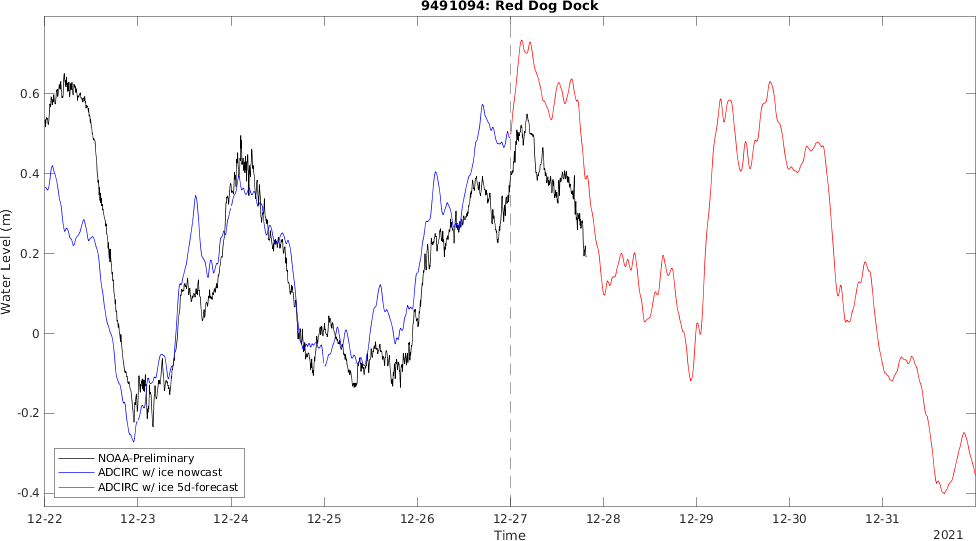 9491094: Red Dog Dock
Water Level (m)
0.6
0.4
0.2
0
-0.2
-0.4
NOAA-Preliminary
ADCIRC w/ ice nowcast
ADCIRC w/ ice 5d-forecast
12-22 12-23 12-24 12-25 12-26 12-27 12-28 12-29 12-30 12-31
Time
2021